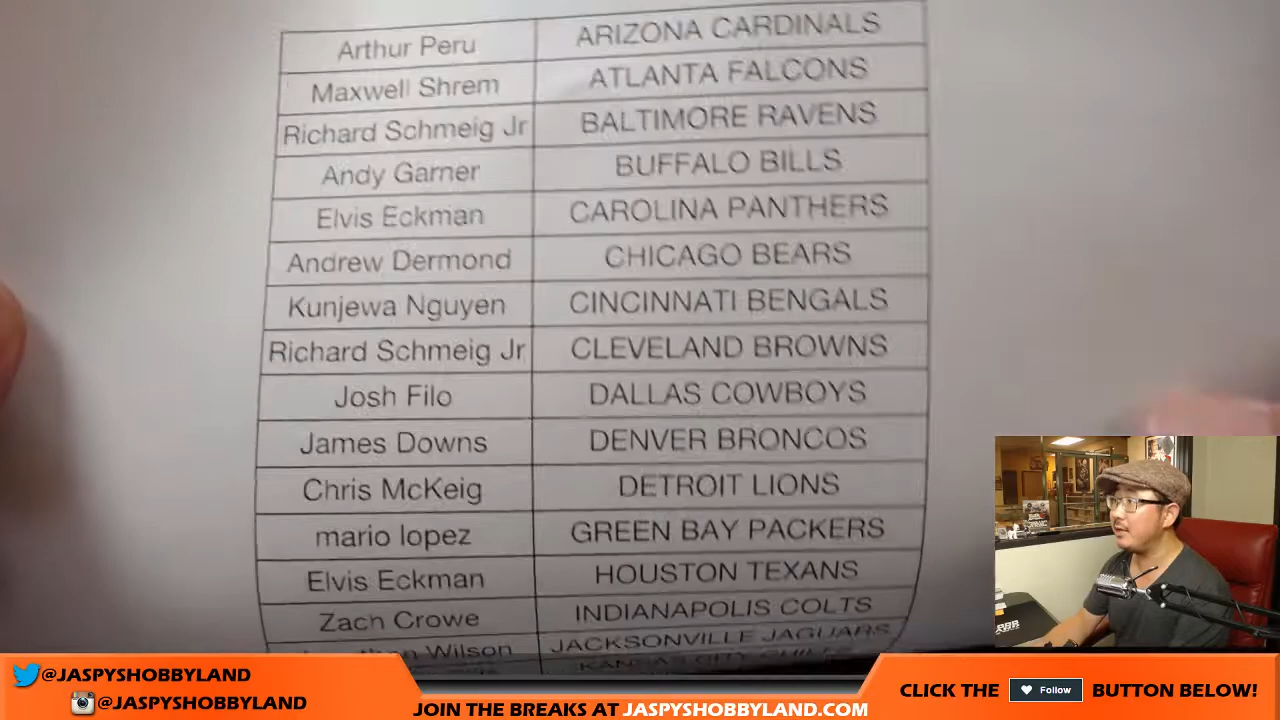 Arthur Peru ARIZONA CARDINALS
Maxwell Shrem ATLANTA FALCONS
Richard Schmeig Jr BALTIMORE RAVENS
Andy Garner BUFFALO BILLS
Elvis Eckman CAROLINA PANTHERS
Andrew Dermond CHICAGO BEARS
Kunjewa Nguyen CINCINNATI BENGALS
Richard Schmeig Jr CLEVELAND BROWNS
Josh Filo DALLAS COWBOYS
James Downs DENVER BRONCOS
Chris McKeig DETROIT LIONS
mario lopez GREEN BAY PACKERS
Elvis Eckman HOUSTON TEXANS
Zach Crowe INDIANAPOLIS COLTS
Wilson JACKSONVILLE JAGUARS
KANSAS CITY
@JASPYSHOBBYLAND
@JASPYSHOBBYLAND
JOIN THE BREAKS AT JASPYSHOBBYLAND.COM
CLICK THE Follow BUTTON BELOW!